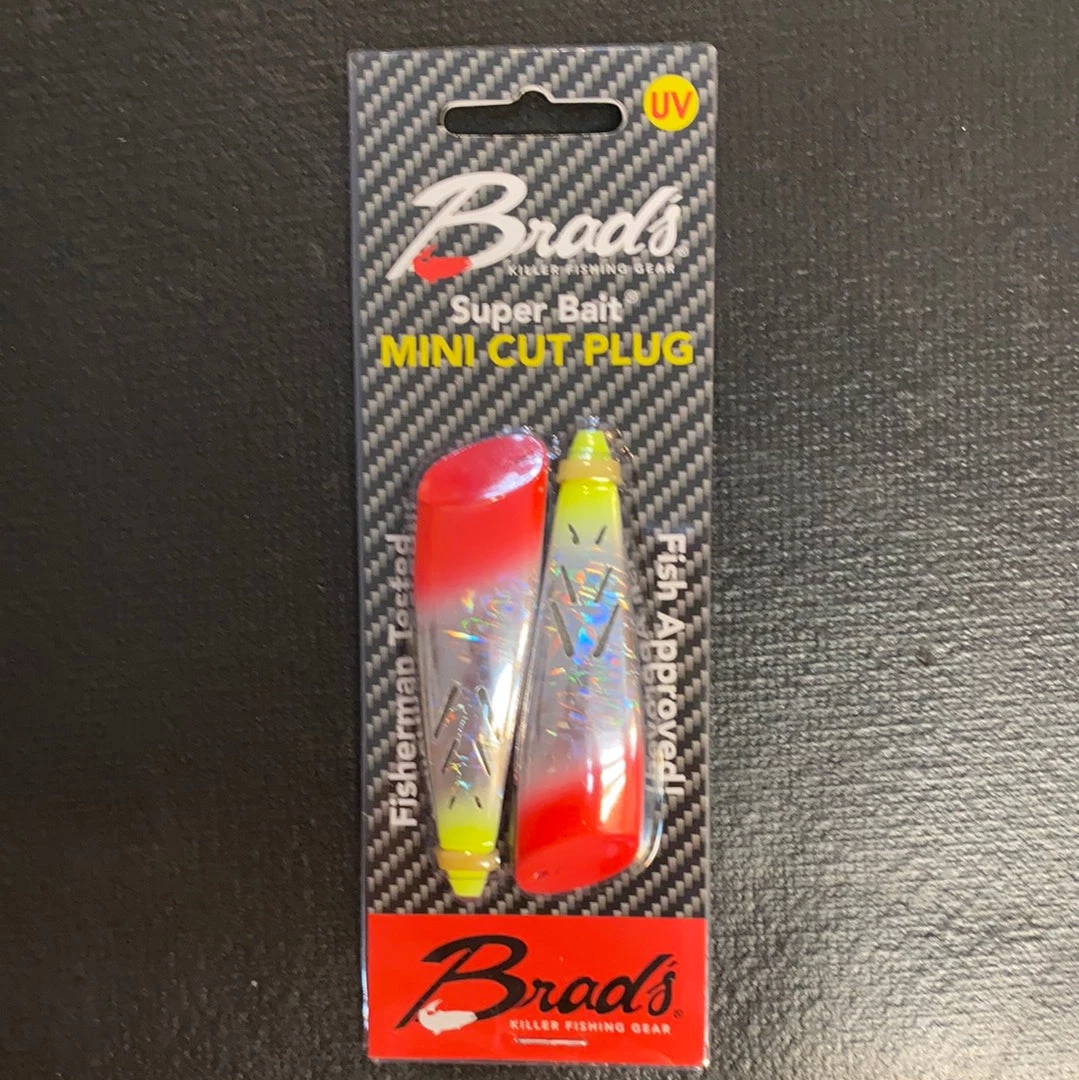 UV
Brad's®
KILLER FISHING GEAR
Super Bait®
MINI CUT PLUG
Fisherman Tested
Fish Approved!
Brad's®
KILLER FISHING GEAR